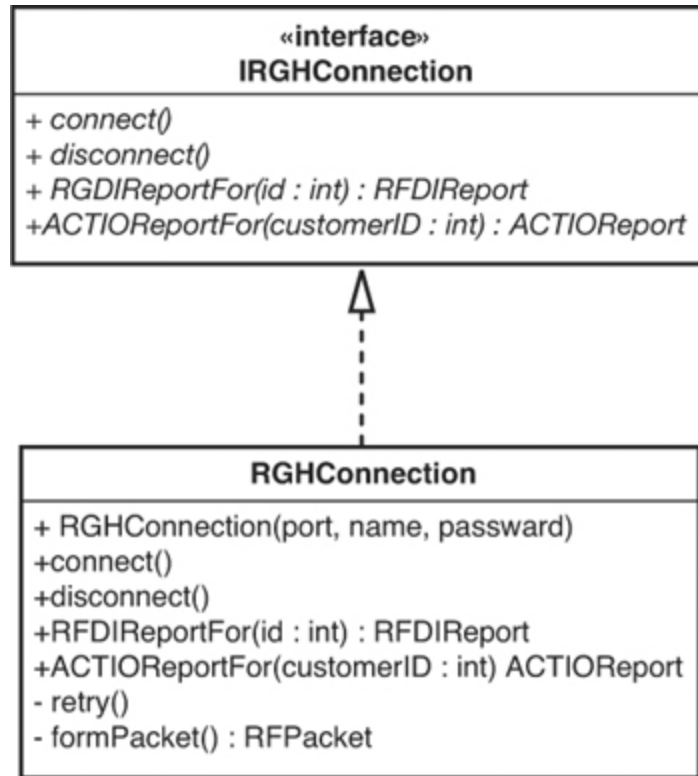 «interface»
IRGHConnection
+ connect()
+ disconnect()
+ RGDIReportFor(id : int) : RFDIReport
+ACTIOReportFor(customerID : int) : ACTIOReport
RGHConnection
+ RGHConnection(port, name, passward)
+connect()
+disconnect()
+RFDIReportFor(id : int) : RFDIReport
+ACTIOReportFor(customerID : int) ACTIOReport
- retry()
- formPacket() : RFPacket